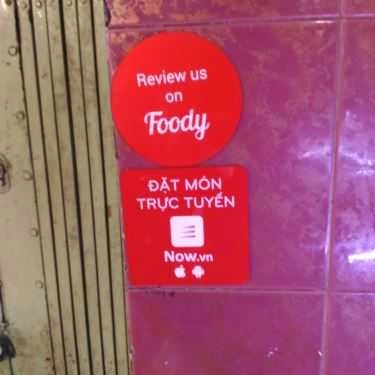 Review us
on
Foody
ĐẶT MÓN
TRỰC TUYẾN
Now.vn